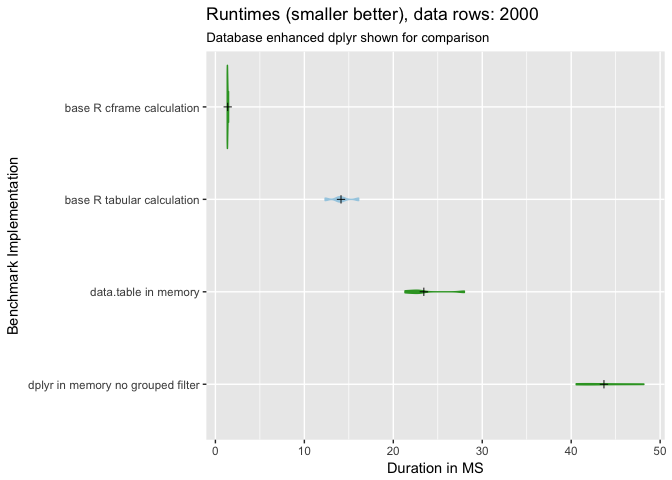 Runtimes (smaller better), data rows: 2000
Database enhanced dplyr shown for comparison
Benchmark Implementation
base R cframe calculation
base R tabular calculation
data.table in memory
dplyr in memory no grouped filter
0 10 20 30 40 50
Duration in MS